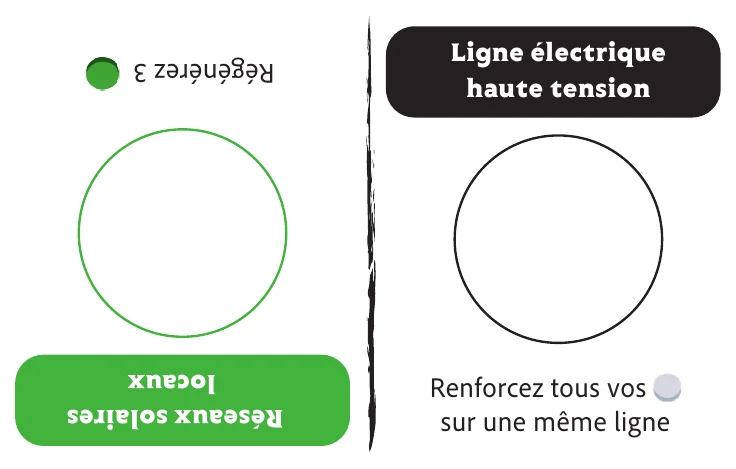 Réseaux solaires
locaux
Régénérez 3
Ligne électrique
haute tension
Renforcez tous vos
sur une même ligne